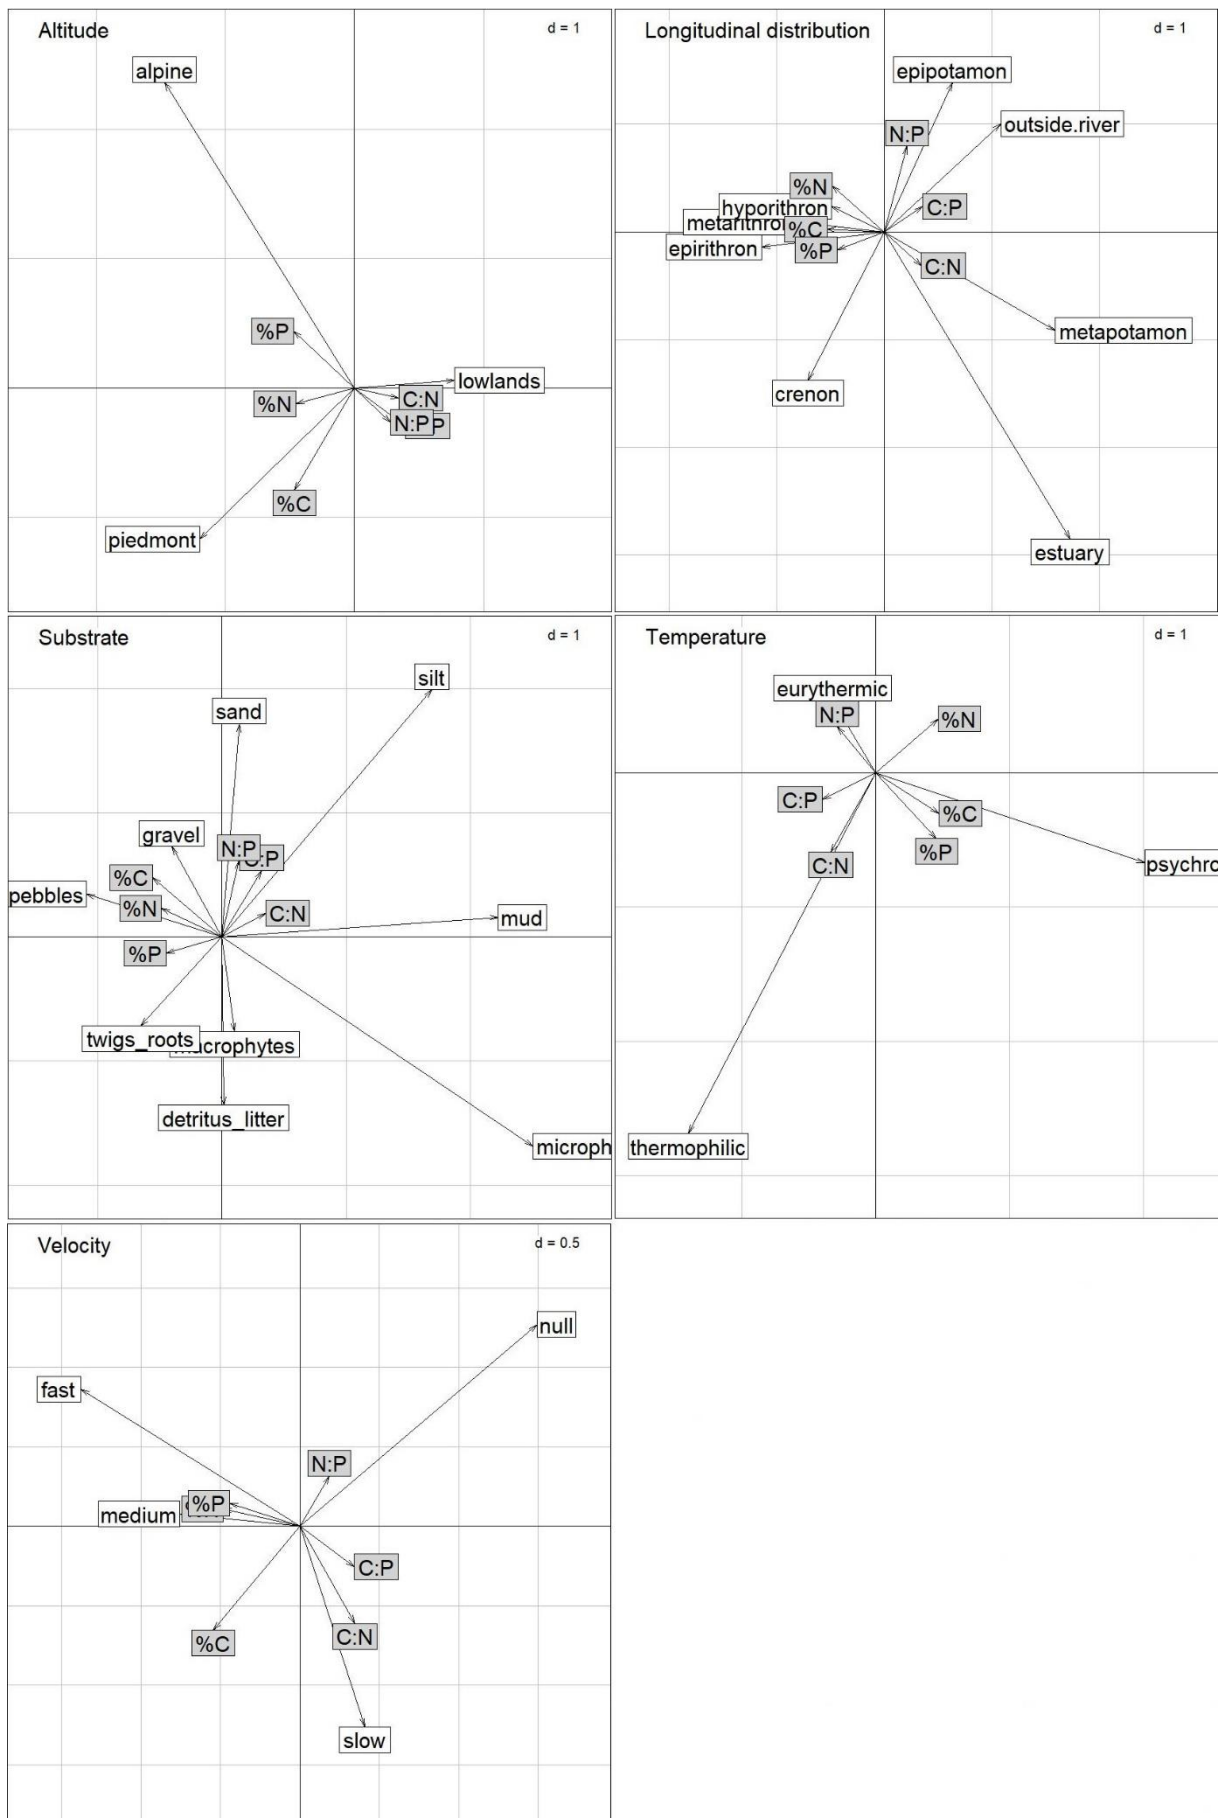 Altitude
d = 1
alpine
%P
lowlands
%N
C:N
N:P
P
%C
piedmont
Longitudinal distribution
d = 1
epipotamon
outside.river
N:P
%N
hyporithron
C:P
%C
epirithron
%P
C:N
metapotamon
crenon
estuary
Substrate
d = 1
silt
sand
gravel
N:P
C:P
%C
pebbles
%N
C:N
mud
%P
twigs_roots
detritus_litter
microph
Temperature
d = 1
eurythermic
N:P
%N
C:P
%C
%P
C:N
psychro
thermophilic
Velocity
d = 0.5
null
fast
N:P
%P
medium
C:P
C:N
%C
slow